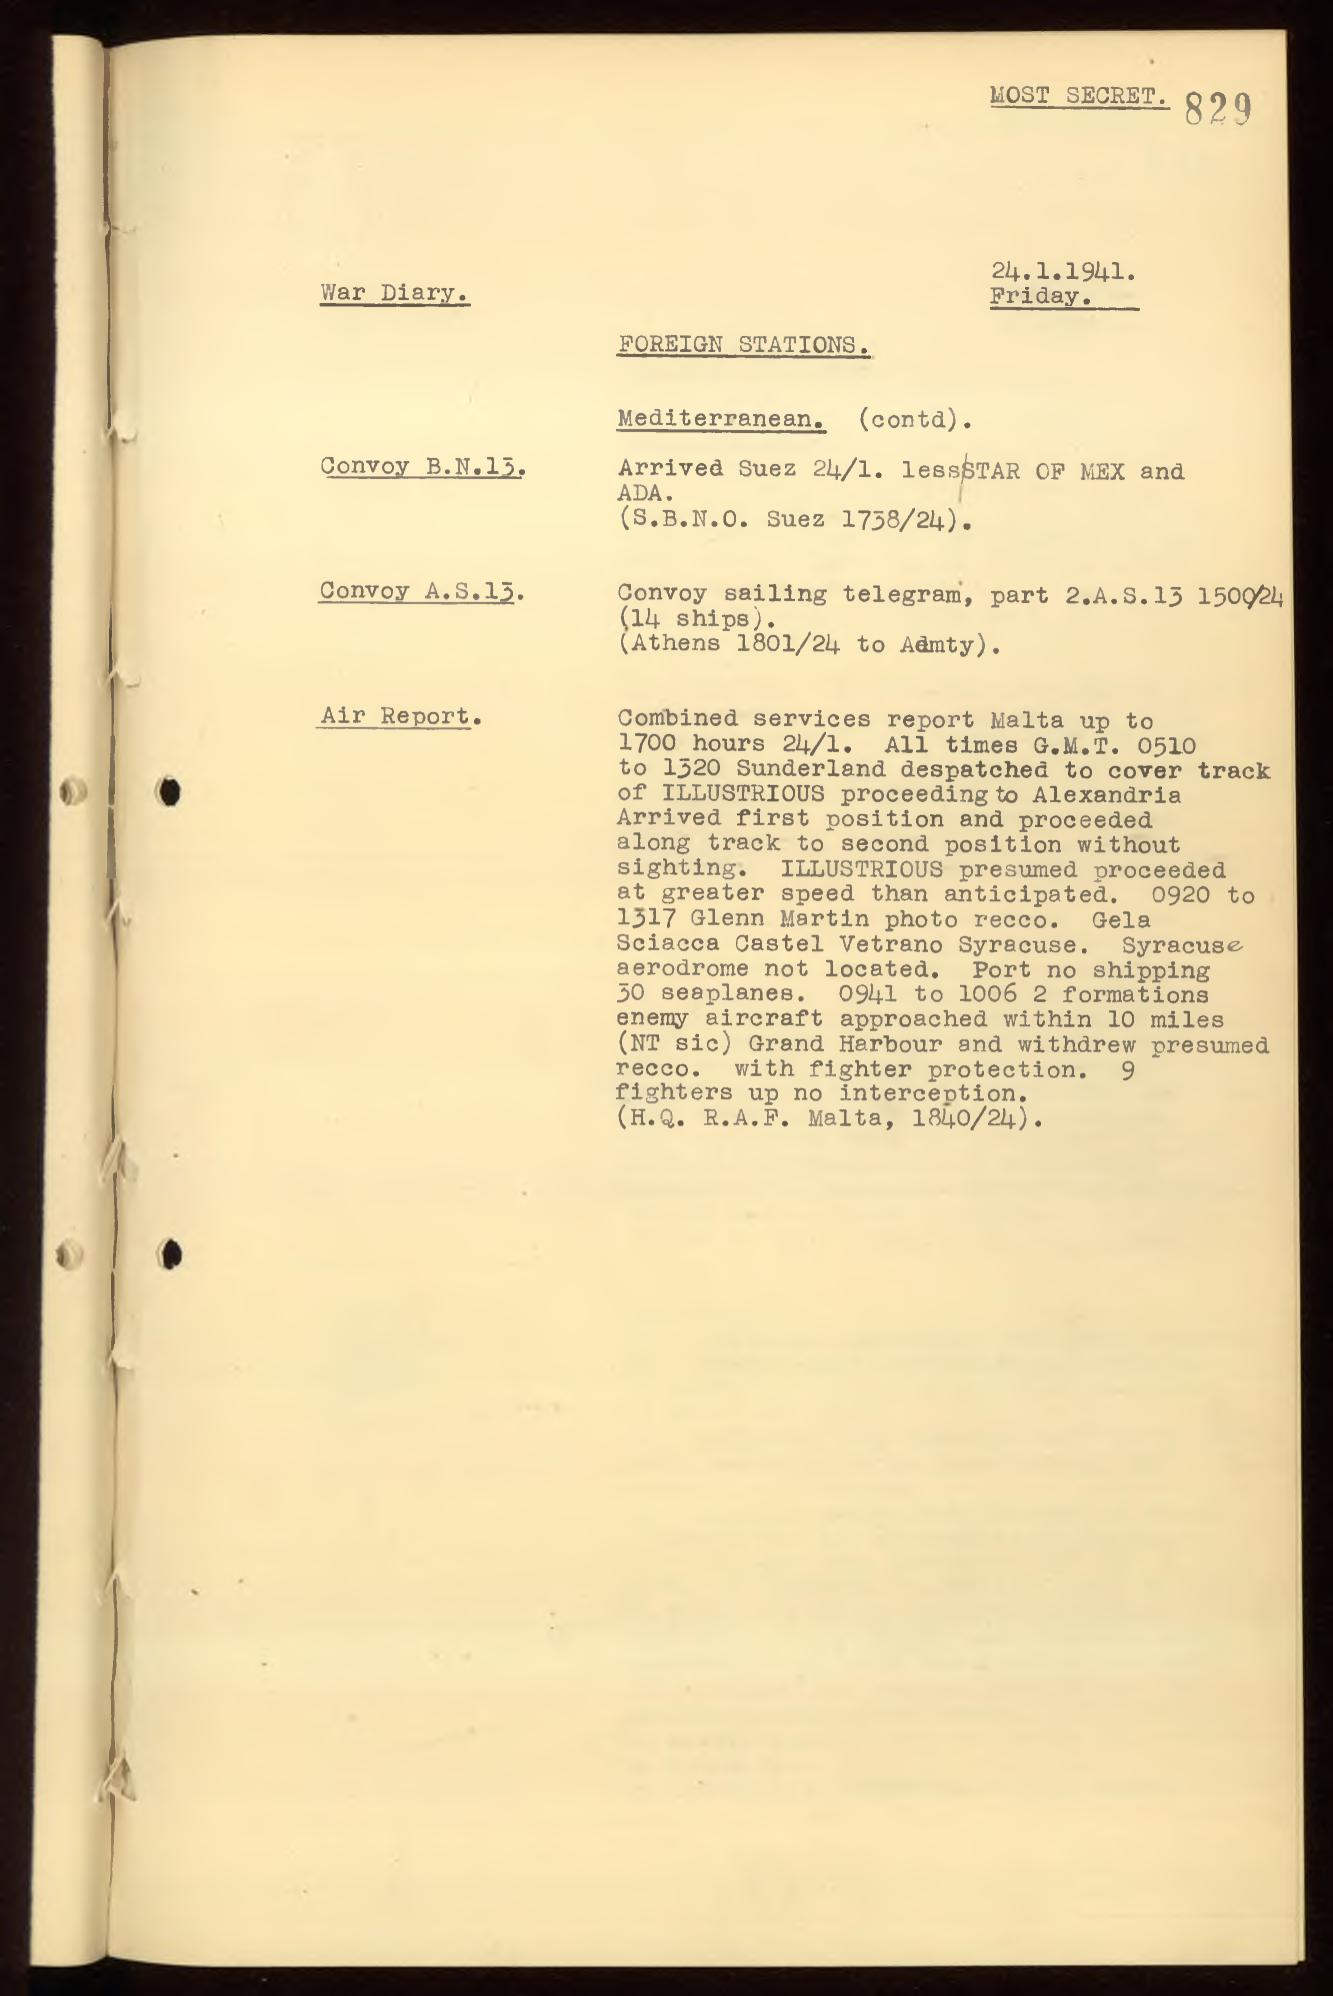 MOST SECRET. 829
24.1.1941.
War Diary.
Friday.
FOREIGN STATIONS.
Mediterranean. (contd).
Convoy B.N.13. Arrived Suez 24/1. less/STAR OF MEX and
ADA.
(S.B.N.O. Suez 1738/24).
Convoy A.S.13. Convoy sailing telegram, part 2.A.S.13 1500/24
(14 ships).
(Athens 1801/24 to Admty).
Air Report. Combined services report Malta up to
1700 hours 24/1. All times G.M.T. 0510
to 1320 Sunderland despatched to cover track
of ILLUSTRIOUS proceeding to Alexandria
Arrived first position and proceeded
along track to second position without
sighting. ILLUSTRIOUS presumed proceeded
at greater speed than anticipated. 0920 to
1317 Glenn Martin photo recco. Gela
Sciacca Castel Vetrano Syracuse. Syracuse
aerodrome not located. Port no shipping
30 seaplanes. 0941 to 1006 2 formations
enemy aircraft approached within 10 miles
(NT sic) Grand Harbour and withdrew presumed
recco. with fighter protection. 9
fighters up no interception.
(H.Q. R.A.F. Malta, 1840/24).